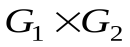 G₁ × G₂